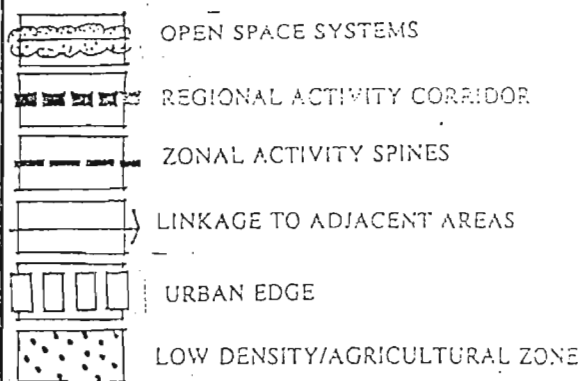 OPEN SPACE SYSTEMS
REGIONAL ACTIVITY CORRIDOR
ZONAL ACTIVITY SPINES
LINKAGE TO ADJACENT AREAS
URBAN EDGE
LOW DENSITY/AGRICULTURAL ZONE